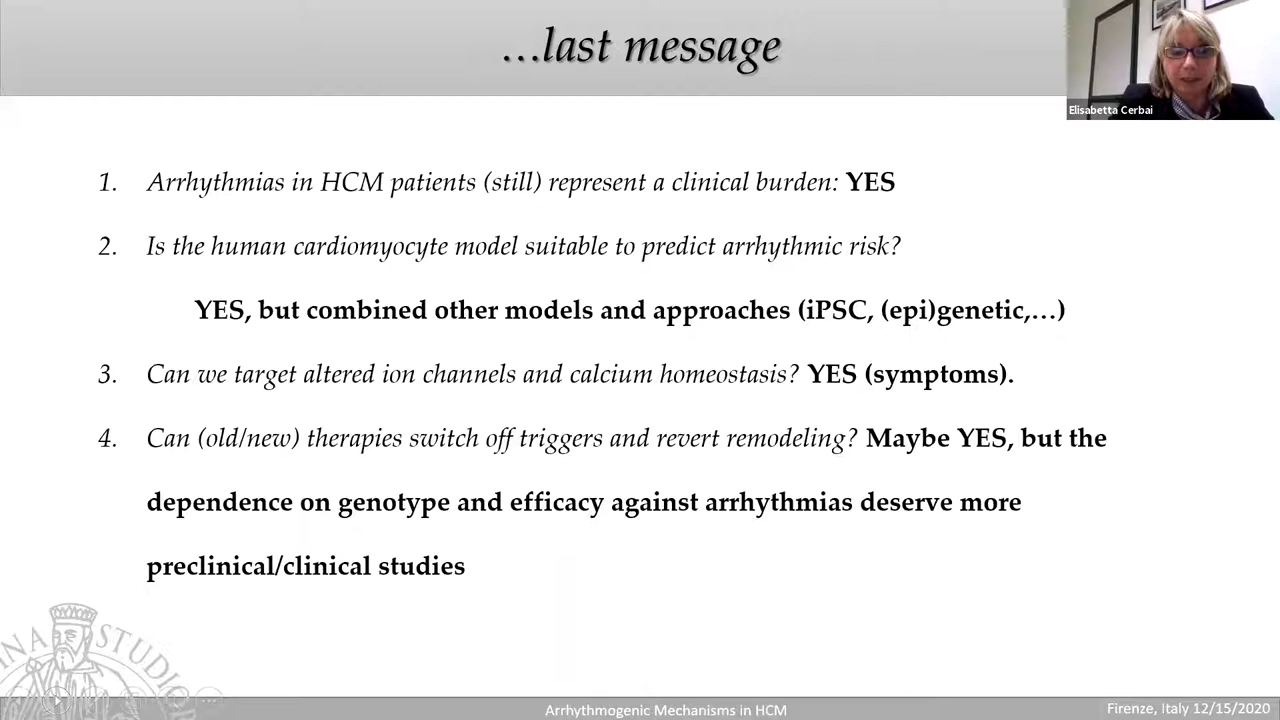 ...last message
Elisabetta Cerbai
1. Arrhythmias in HCM patients (still) represent a clinical burden: YES
2. Is the human cardiomyocyte model suitable to predict arrhythmic risk?
YES, but combined other models and approaches (iPSC, (epi)genetic,...)
3. Can we target altered ion channels and calcium homeostasis? YES (symptoms).
4. Can (old/new) therapies switch off triggers and revert remodeling? Maybe YES, but the
dependence on genotype and efficacy against arrhythmias deserve more
preclinical/clinical studies
STUDIO
Arrhythmogenic Mechanisms in HCM
Firenze, Italy 12/15/2020